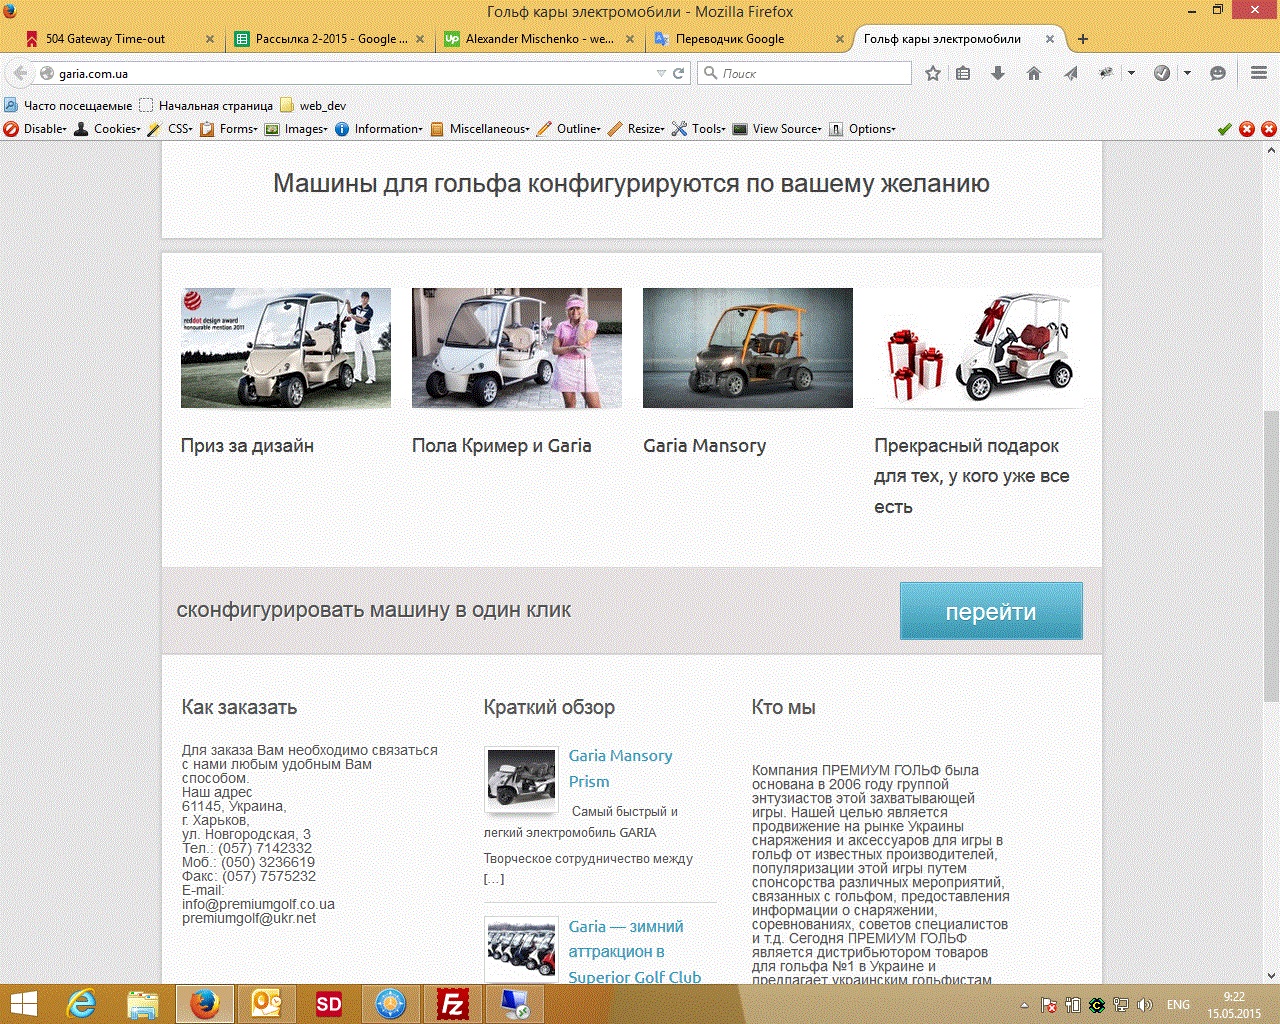 Гольф кары электромобили - Mozilla Firefox
504 Gateway Time-out
Рассылка 2-2015 - Google ...
Alexander Mischenko - we...
Переводчик Google
Гольф кары электромобили
garia.com.ua
Поиск
Часто посещаемые
Начальная страница
web_dev
Disable
Cookies
CSS
Forms
Images
Information
Miscellaneous
Outline
Resize
Tools
View Source
Options
Машины для гольфа конфигурируются по вашему желанию
reddot design award
honourable mention 2011
Приз за дизайн
Пола Кример и Garia
Garia Mansory
Прекрасный подарок
для тех, у кого уже все
есть
сконфигурировать машину в один клик
перейти
Как заказать
Для заказа Вам необходимо связаться
с нами любым удобным Вам
способом.
Наш адрес
61145, Украина,
г. Харьков,
ул. Новгородская, 3
Тел.: (057) 7142332
Моб.: (050) 3236619
Факс: (057) 7575232
E-mail:
info@premiumgolf.co.ua
premiumgolf@ukr.net
Краткий обзор
Garia Mansory
Prism
Самый быстрый и
легкий электромобиль GARIA
Творческое сотрудничество между
[...]
Garia — зимний
аттракцион в
Superior Golf Club
Кто мы
Компания ПРЕМИУМ ГОЛЬФ была
основана в 2006 году группой
энтузиастов этой захватывающей
игры. Нашей целью является
продвижение на рынке Украины
снаряжения и аксессуаров для игры в
гольф от известных производителей,
популяризации этой игры путем
спонсорства различных мероприятий,
связанных с гольфом, предоставления
информации о снаряжении,
соревнованиях, советов специалистов
и т.д. Сегодня ПРЕМИУМ ГОЛЬФ
является дистрибьютором товаров
для гольфа №1 в Украине и
предлагает украинским гольфистам
SD
Fz
ENG
9:22
15.05.2015